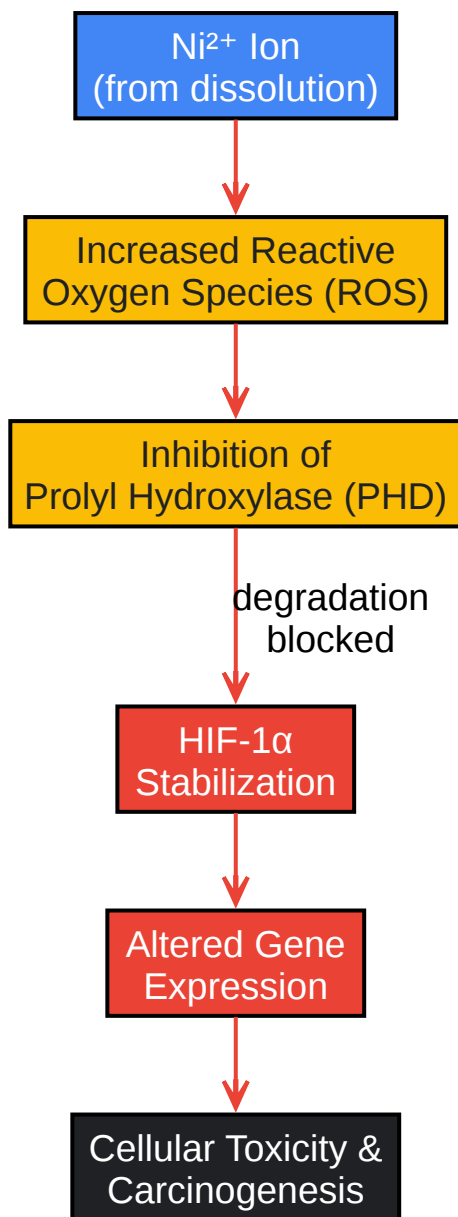 Ni²⁺ Ion
(from dissolution)
Increased Reactive
Oxygen Species (ROS)
Inhibition of
Prolyl Hydroxylase (PHD)
degradation
blocked
HIF-1α
Stabilization
Altered Gene
Expression
Cellular Toxicity &
Carcinogenesis